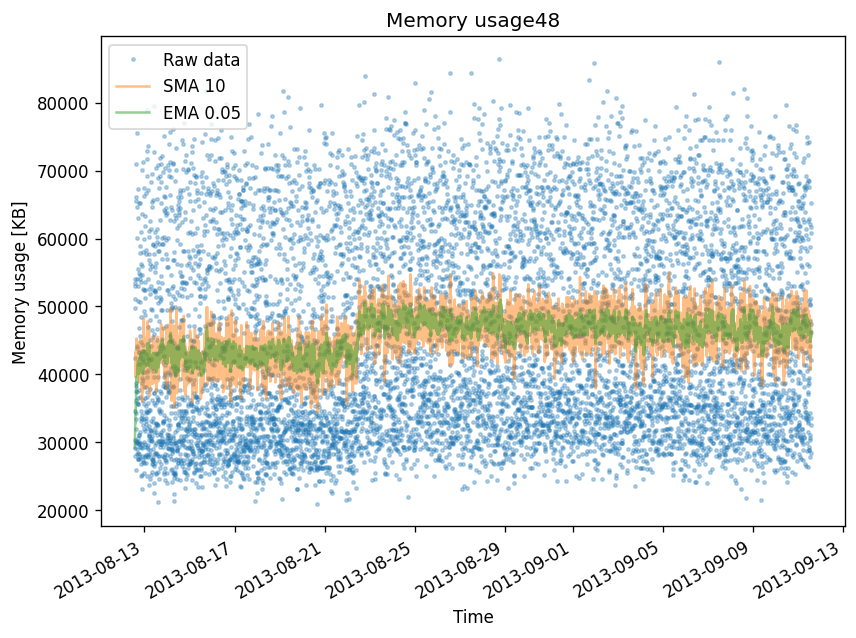 Memory usage48
Raw data
SMA 10
EMA 0.05
Memory usage [KB]
80000
70000
60000
50000
40000
30000
20000
2013-08-13
2013-08-17
2013-08-21
2013-08-25
2013-08-29
2013-09-01
2013-09-05
2013-09-09
2013-09-13
Time